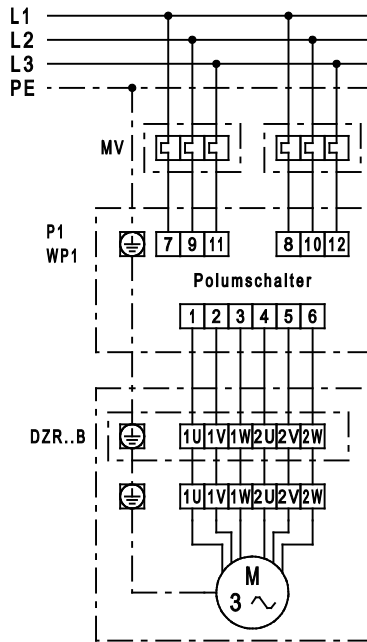 L1
L2
L3
PE
MV
P1
WP1
7 9 11 8 10 12
Polumschalter
1 2 3 4 5 6
DZR..B
1U 1V 1W 2U 2V 2W
1U 1V 1W 2U 2V 2W
M
3